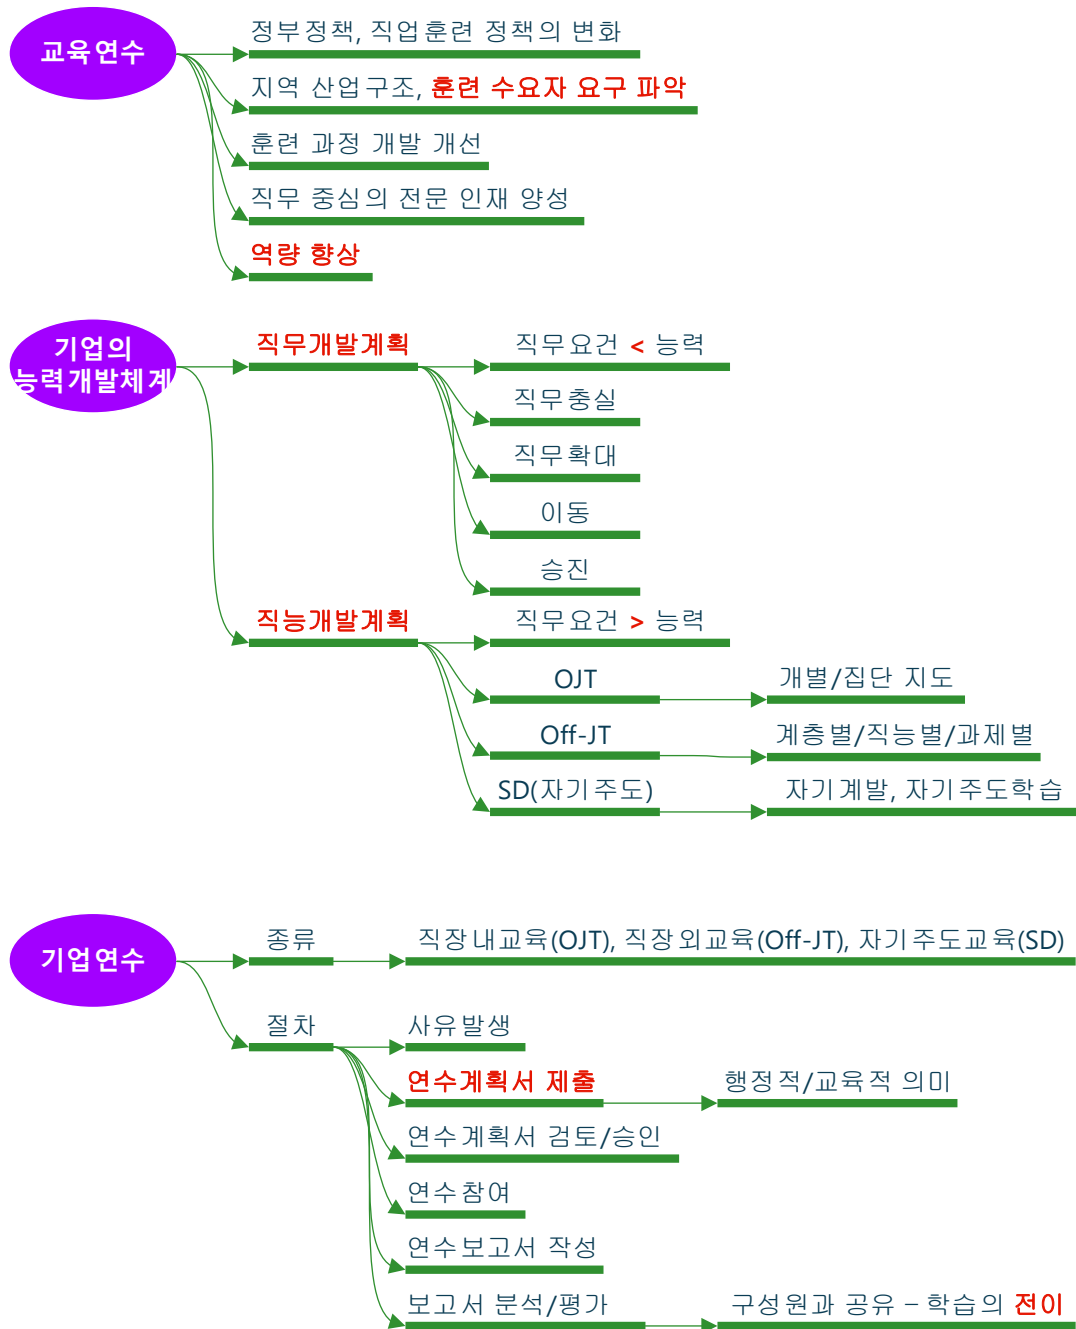 교육연수
정부정책, 직업훈련 정책의 변화
지역 산업구조, 훈련 수요자 요구 파악
훈련 과정 개발 개선
직무 중심의 전문 인재 양성
역량 향상
기업의
능력개발체계
직무개발계획
직무요건 < 능력
직무충실
직무확대
이동
승진
직능개발계획
직무요건 > 능력
OJT
개별/집단 지도
Off-JT
계층별/직능별/과제별
SD(자기주도)
자기계발, 자기주도학습
기업연수
종류
직장내교육(OJT), 직장외교육(Off-JT), 자기주도교육(SD)
절차
사유발생
연수계획서 제출
행정적/교육적 의미
연수계획서 검토/승인
연수참여
연수보고서 작성
보고서 분석/평가
구성원과 공유 – 학습의 전이